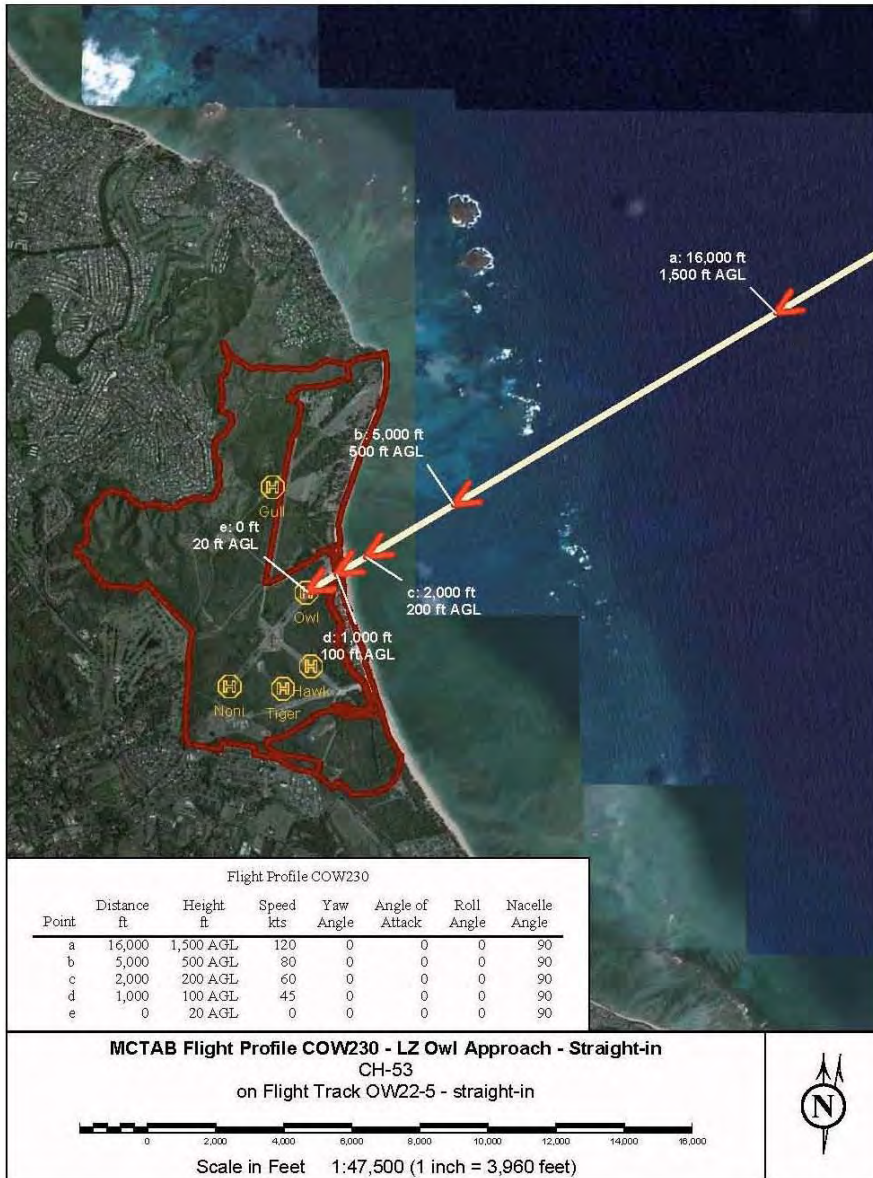 a: 16,000 ft
1,500 ft AGL
b: 5,000 ft
500 ft AGL
Gull
e: 0 ft
20 ft AGL
c: 2,000 ft
200 ft AGL
Owl
d: 1,000 ft
100 ft AGL
Hawk
Noni
Tiger
Flight Profile COW230
Point Distance ft Height ft Speed kts Yaw Angle Angle of Attack Roll Angle Nacelle Angle
a 16,000 1,500 AGL 120 0 0 0 90
b 5,000 500 AGL 80 0 0 0 90
c 2,000 200 AGL 60 0 0 0 90
d 1,000 100 AGL 45 0 0 0 90
e 0 20 AGL 0 0 0 0 90
MCTAB Flight Profile COW230 - LZ Owl Approach - Straight-in
CH-53
on Flight Track OW22-5 - straight-in
N
0 2,000 4,000 6,000 8,000 10,000 12,000 14,000 16,000
Scale in Feet 1:47,500 (1 inch = 3,960 feet)